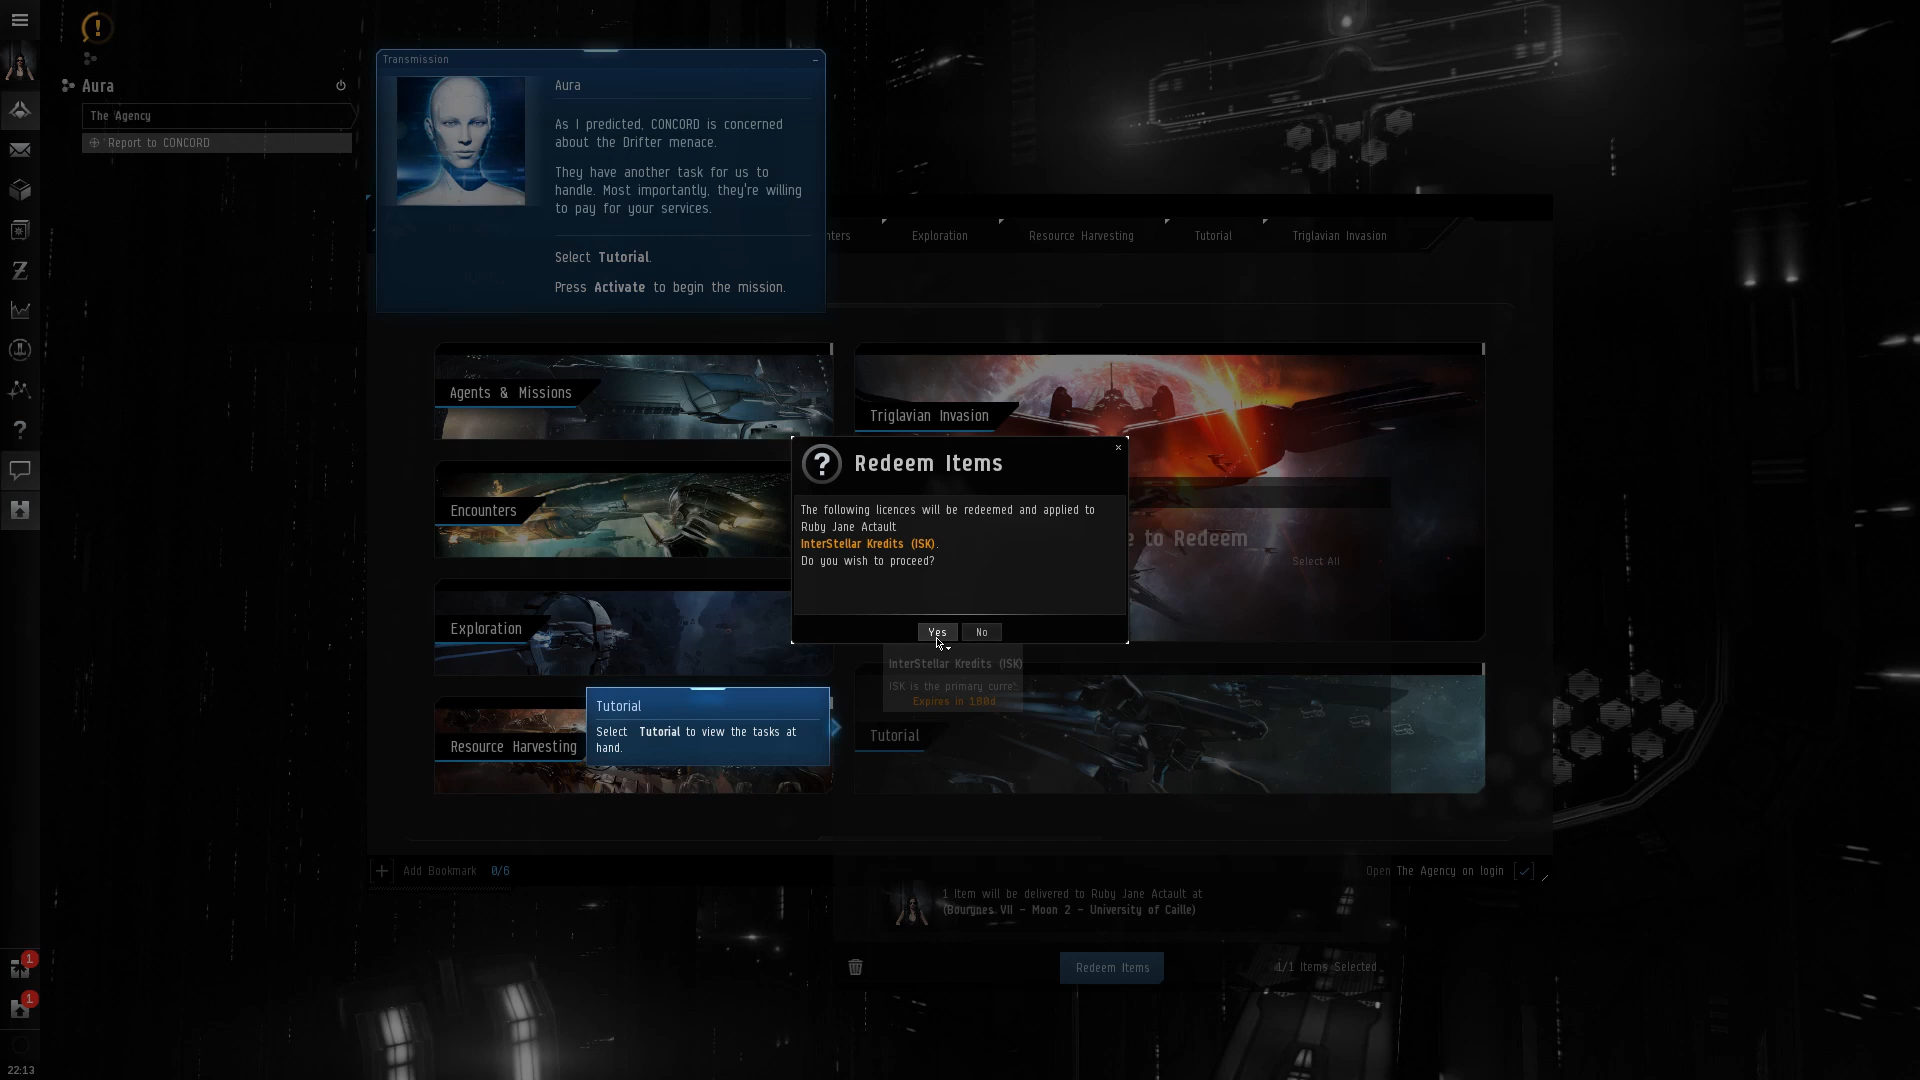 Transmission
Aura
Aura
The Agency
Report to CONCORD
As I predicted, CONCORD is concerned
about the Drifter menace.
They have another task for us to
handle. Most importantly, they're willing
to pay for your services.
Select Tutorial.
Press Activate to begin the mission.
Exploration
Resource Harvesting
Tutorial
Triglavian Invasion
Agents & Missions
Triglavian Invasion
Encounters
Exploration
Resource Harvesting
Tutorial
Redeem Items
The following licences will be redeemed and applied to
Ruby Jane Actault
InterStellar Kredits (ISK).
Do you wish to proceed?
Yes
No
to Redeem
Select All
InterStellar Kredits (ISK)
ISK is the primary
Expires in 180d
Tutorial
Select Tutorial to view the tasks at
hand.
Add Bookmark 0/6
Open The Agency on login
1 Item will be delivered to Ruby Jane Actault at
(Bourynes VII - Moon 2 - University of Caille)
Redeem Items
1/1 Items Selected
1
1
22:13